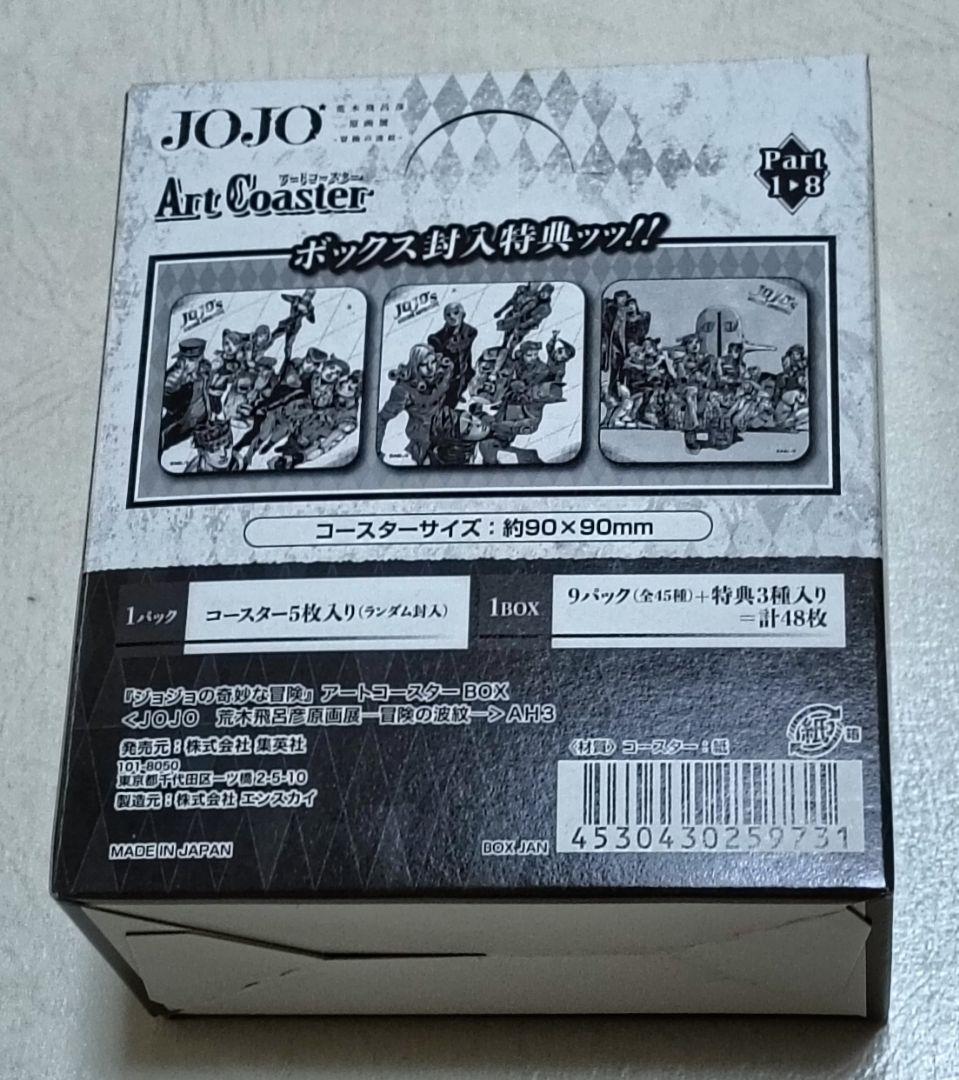 JOJO
荒木飛呂彦
原画展
-冒険の波紋-
アートコースター
Art Coaster
Part
1▶8
ボックス封入特典ッッ!!
JOJO's
JOJO's
JOJO's
コースターサイズ：約90×90mm
1パック
コースター5枚入り(ランダム封入)
1BOX
9パック(全45種)+特典3種入り
=計48枚
『ジョジョの奇妙な冒険』アートコースター BOX
<JOJO 荒木飛呂彦原画展—冒険の波紋—>AH3
発売元：株式会社 集英社
101-8050
東京都千代田区一ツ橋2-5-10
製造元：株式会社 エンスカイ
MADE IN JAPAN
紙
箱
〈材質〉コースター：紙
BOX JAN
4530430259731